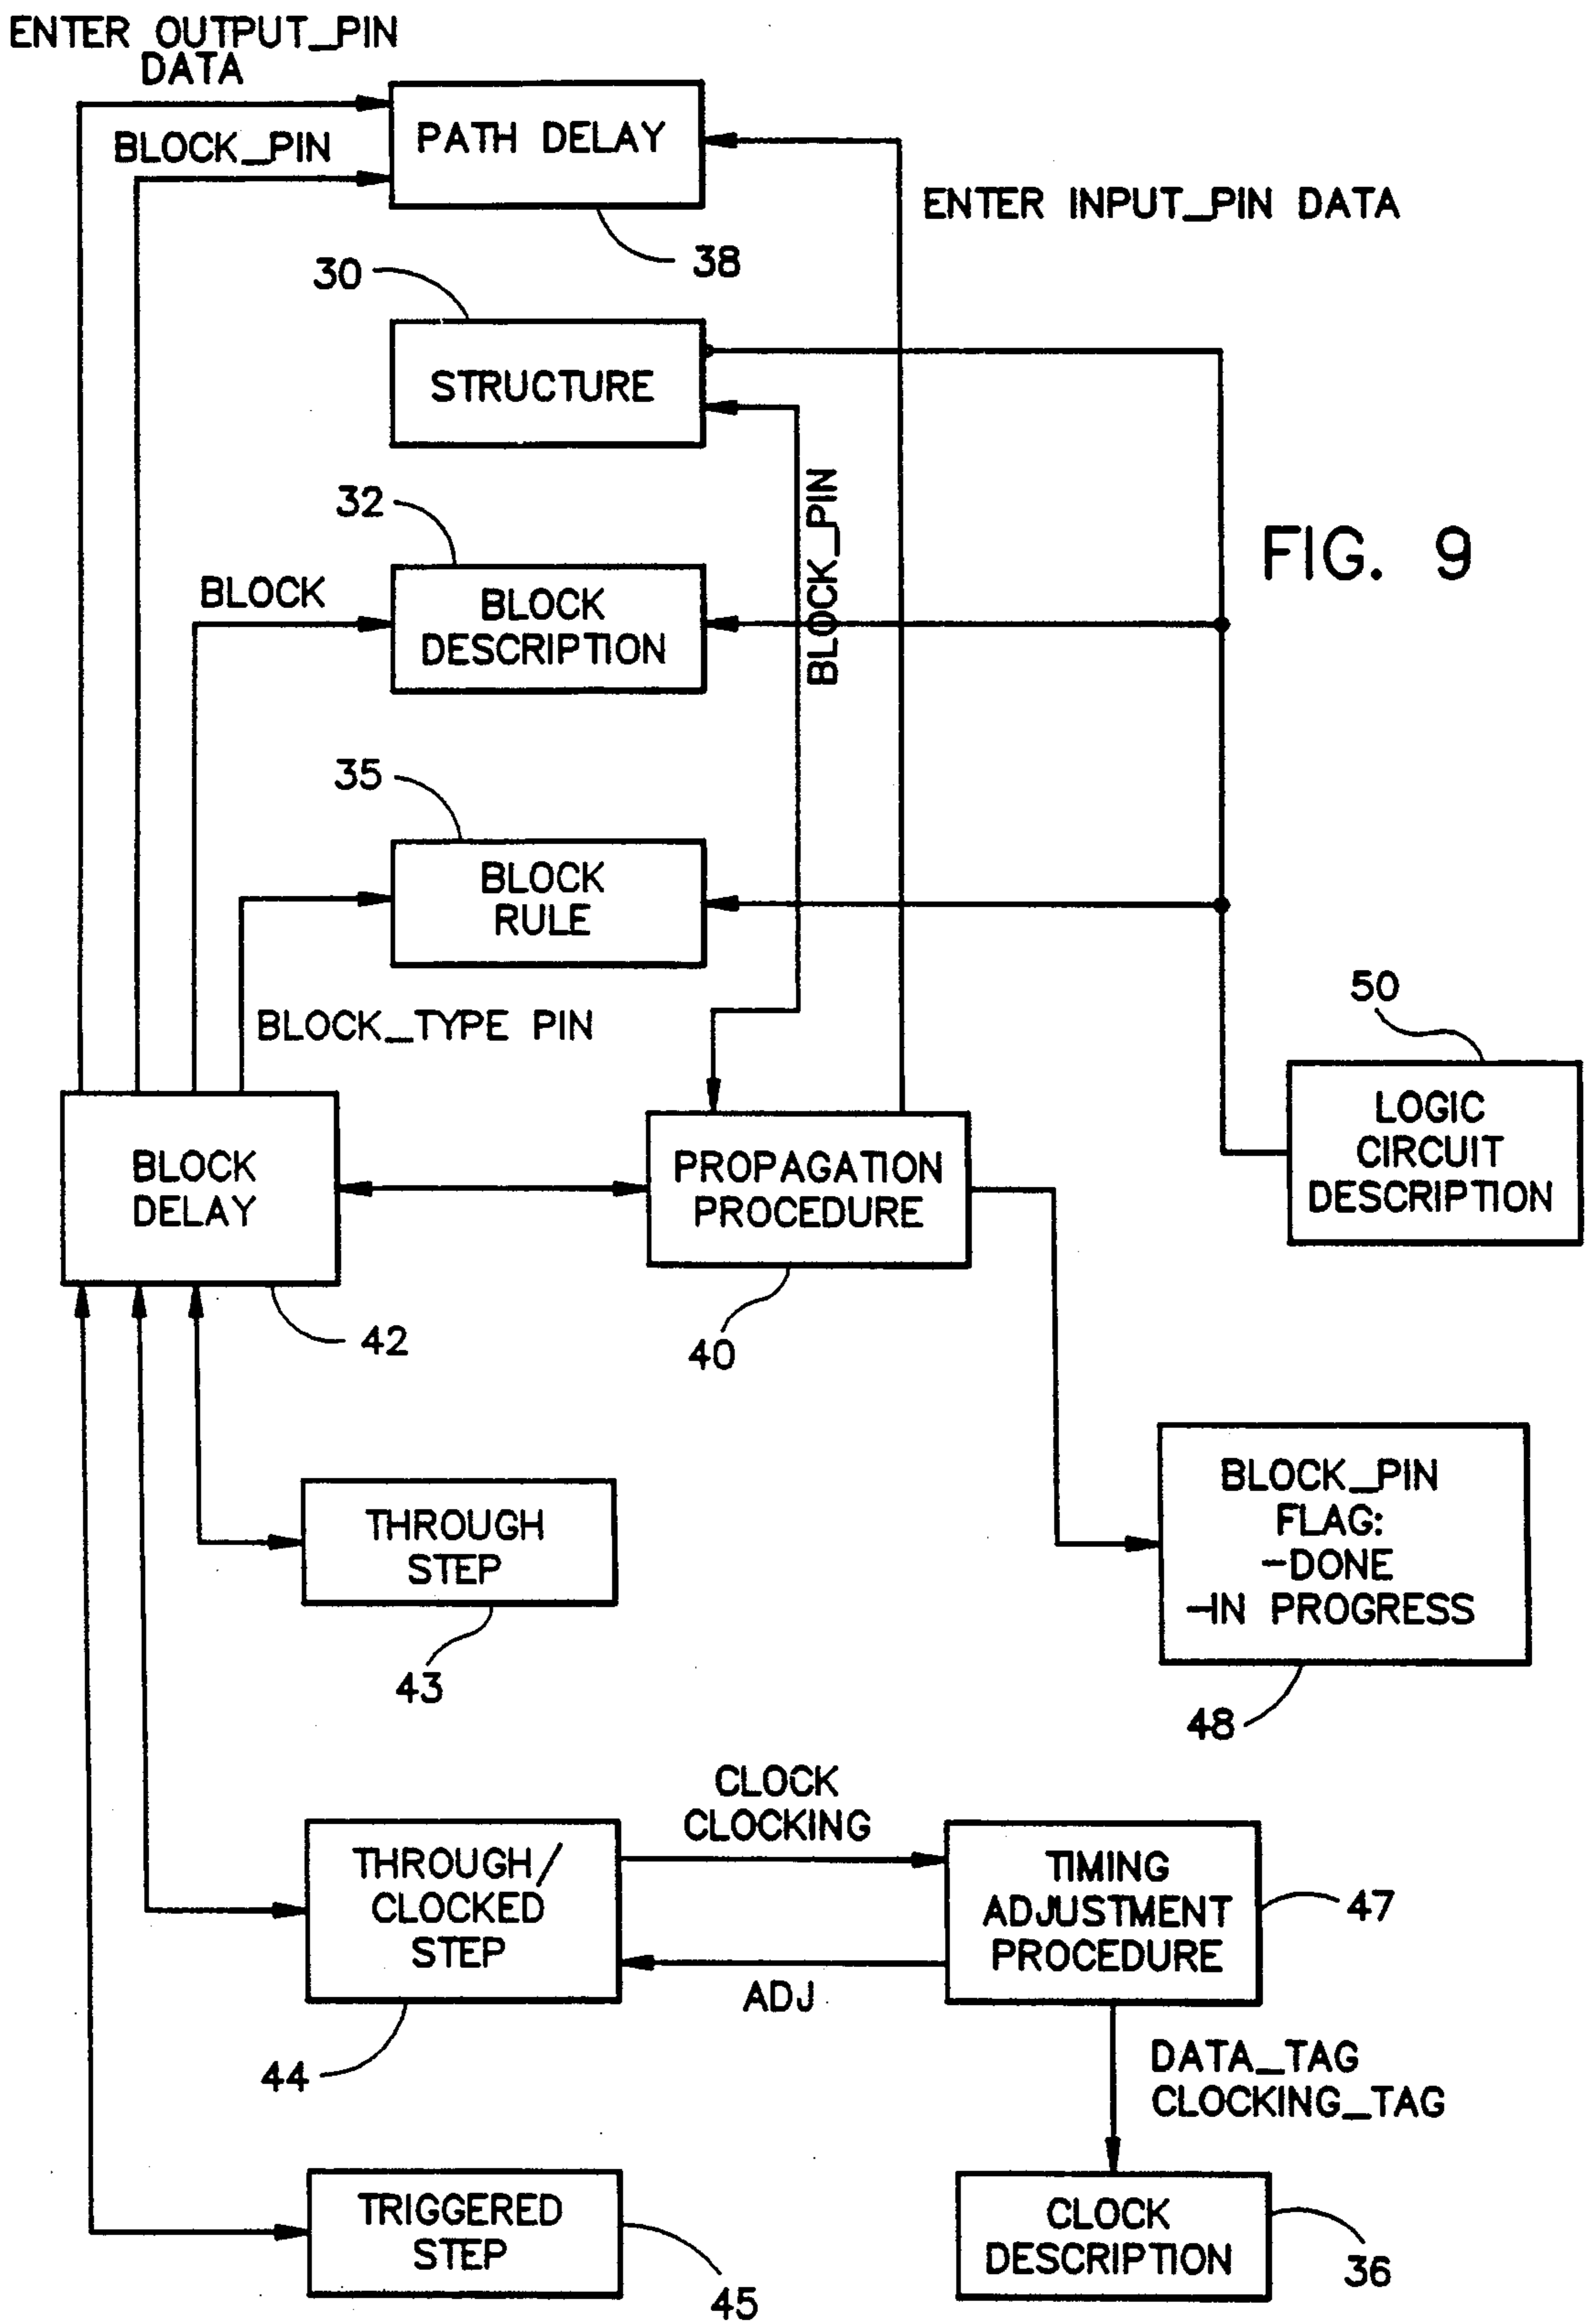 ENTER OUTPUT_PIN
DATA
BLOCK_PIN
PATH DELAY
ENTER INPUT_PIN DATA
38
30
STRUCTURE
BLOCK_PIN
32
BLOCK
BLOCK
DESCRIPTION
FIG. 9
35
BLOCK
RULE
BLOCK_TYPE PIN
50
LOGIC
CIRCUIT
DESCRIPTION
BLOCK
DELAY
PROPAGATION
PROCEDURE
42
40
BLOCK_PIN
FLAG:
-DONE
-IN PROGRESS
THROUGH
STEP
43
48
CLOCK
CLOCKING
THROUGH/
CLOCKED
STEP
TIMING
ADJUSTMENT
PROCEDURE
47
ADJ
44
DATA_TAG
CLOCKING_TAG
TRIGGERED
STEP
45
CLOCK
DESCRIPTION
36